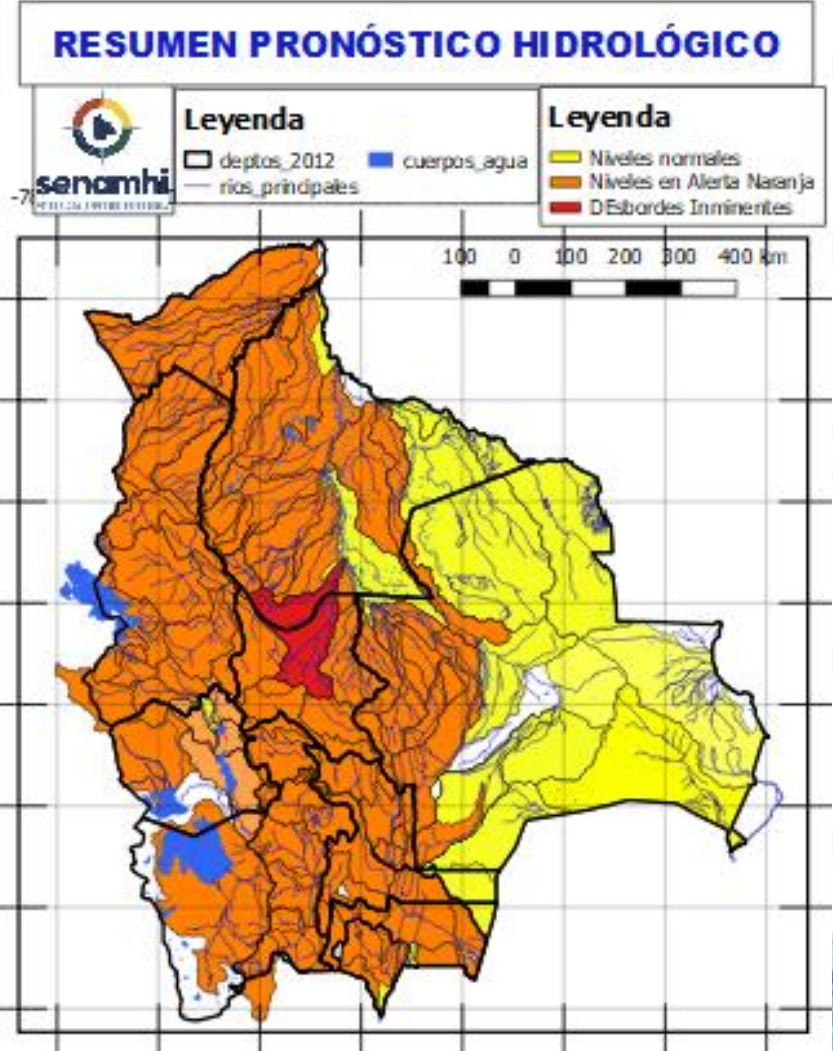 RESUMEN PRONÓSTICO HIDROLÓGICO
senamhi
Leyenda
deptos_2012
cuerpos_agua
rios_principales
Leyenda
Niveles normales
Niveles en Alerta Naranja
DEsbordes Inminentes
100 0 100 200 300 400 km